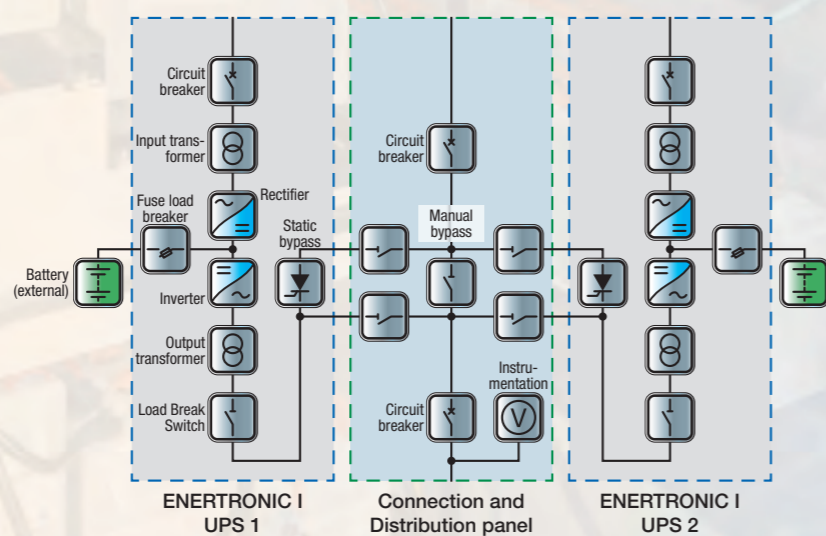 Circuit
breaker
Input trans-
former
Rectifier
Fuse load
breaker
Static
bypass
Battery
(external)
Inverter
Output
transformer
Load Break
Switch
Circuit
breaker
Manual
bypass
Instru-
mentation
V
Circuit
breaker
ENERTRONIC I
UPS 1
Connection and
Distribution panel
ENERTRONIC I
UPS 2